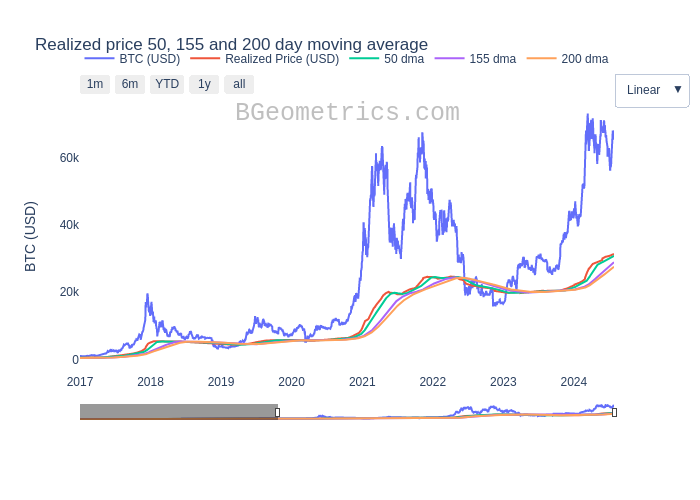 Realized price 50, 155 and 200 day moving average
BTC (USD) Realized Price (USD) 50 dma 155 dma 200 dma
1m 6m YTD 1y all
Linear ▼
BGeometrics.com
BTC (USD)
60k
40k
20k
0
2017 2018 2019 2020 2021 2022 2023 2024